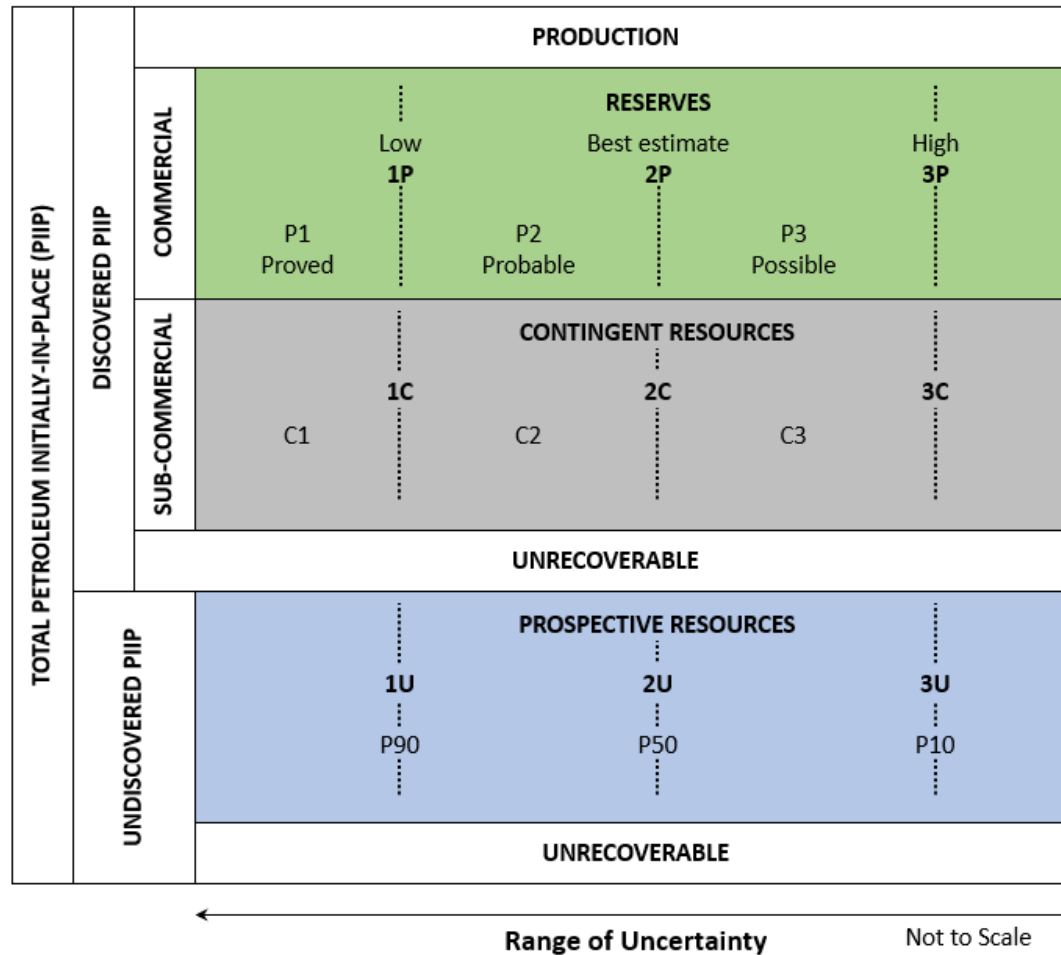 TOTAL PETROLEUM INITIALLY-IN-PLACE (PIIP)
DISCOVERED PIIP
PRODUCTION
COMMERCIAL
RESERVES
Low Best estimate High
1P 2P 3P
P1 P2 P3
Proved Probable Possible
SUB-COMMERCIAL
CONTINGENT RESOURCES
1C 2C 3C
C1 C2 C3
UNRECOVERABLE
UNDISCOVERED PIIP
PROSPECTIVE RESOURCES
1U 2U 3U
P90 P50 P10
UNRECOVERABLE
Range of Uncertainty Not to Scale